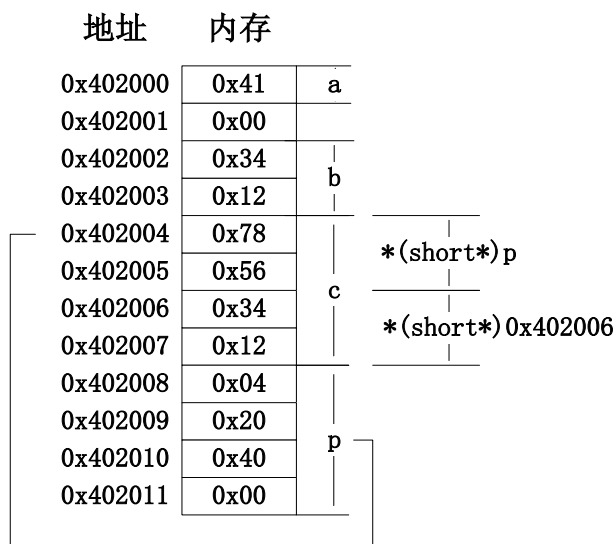 地址 内存
0x402000 0x41 a
0x402001 0x00
0x402002 0x34
b
0x402003 0x12
0x402004 0x78
*(short*)p
0x402005 0x56
c
0x402006 0x34
*(short*)0x402006
0x402007 0x12
0x402008 0x04
0x402009 0x20
p
0x402010 0x40
0x402011 0x00